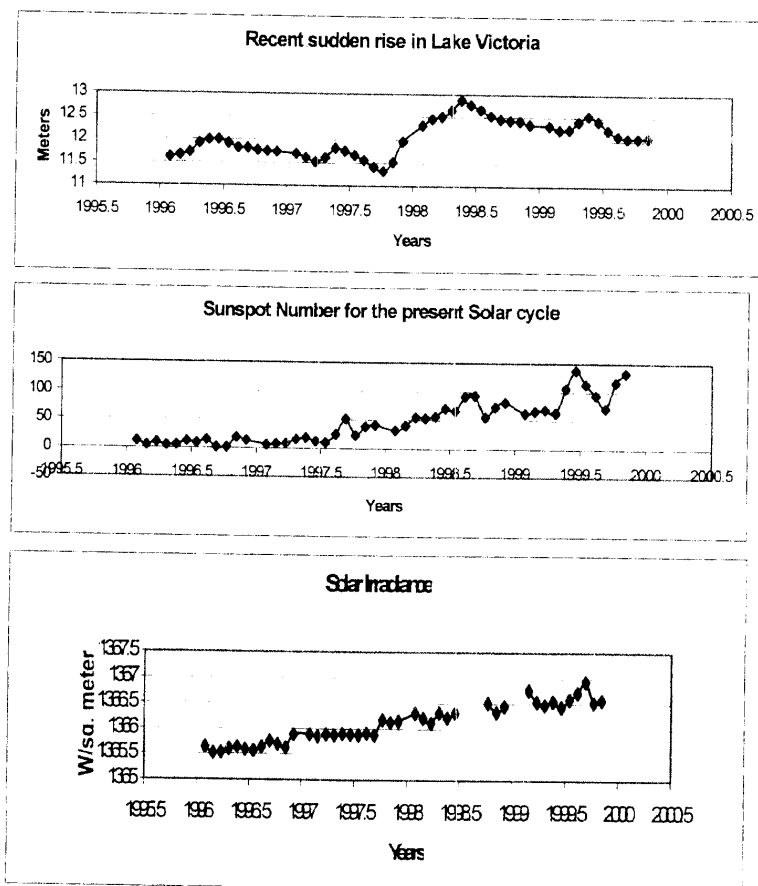 Recent sudden rise in Lake Victoria
Meters
13
12.5
12
11.5
11
1995.5 1996 1996.5 1997 1997.5 1998 1998.5 1999 1999.5 2000 2000.5
Years
Sunspot Number for the present Solar cycle
150
100
50
0
-50
1995.5 1996 1996.5 1997 1997.5 1998 1998.5 1999 1999.5 2000 2000.5
Years
Solar Irradiance
W/sq. meter
1367.5
1367
1366.5
1366
1365.5
1365
1995.5 1996 1996.5 1997 1997.5 1998 1998.5 1999 1999.5 2000 2000.5
Years